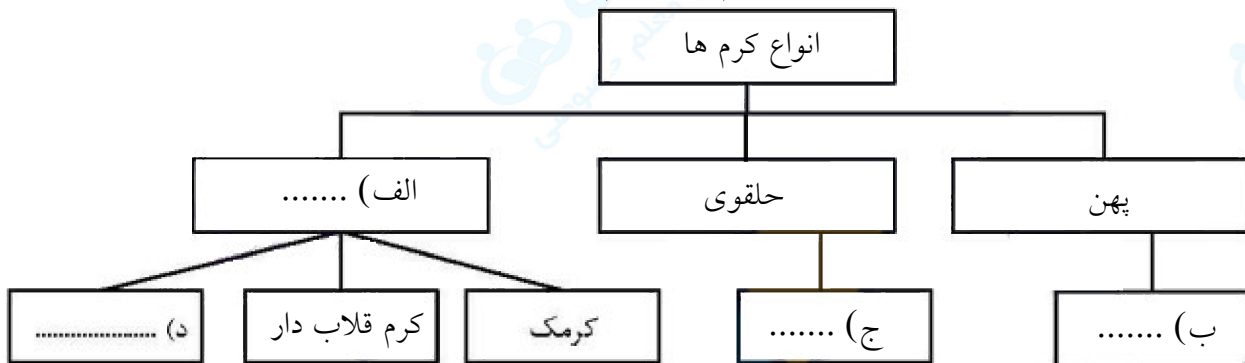 انواع کرم ها
پهن
حلقوی
الف) .......
ب) .......
ج) .......
کرمک
کرم قلاب دار
د) .....................